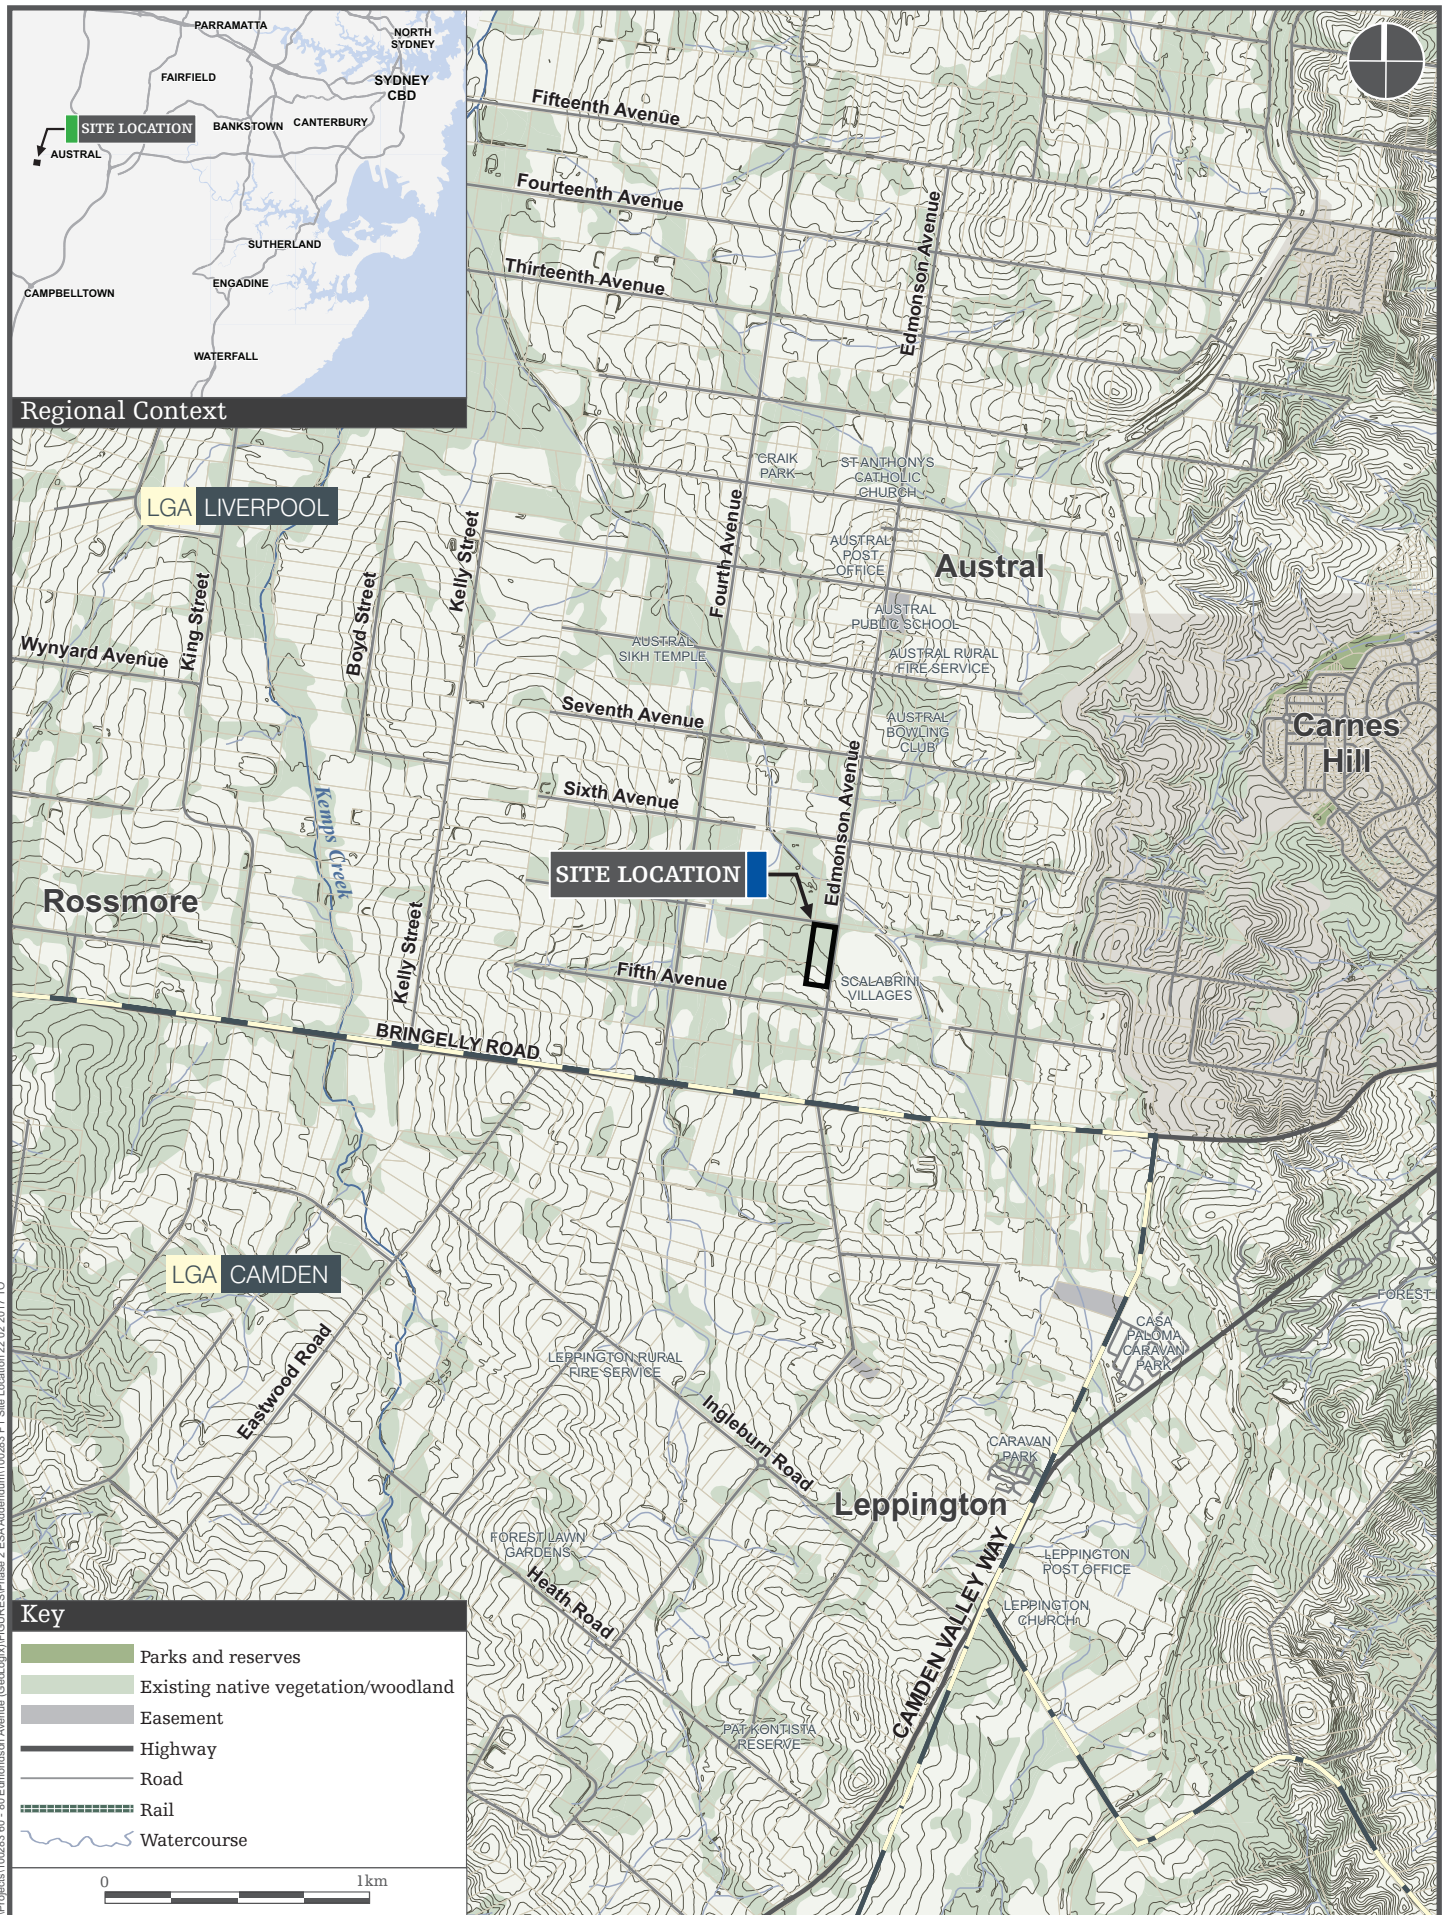 PARRAMATTA
NORTH
SYDNEY
FAIRFIELD
SYDNEY
CBD
SITE LOCATION
BANKSTOWN
CANTERBURY
AUSTRAL
SUTHERLAND
ENGADINE
CAMPBELLTOWN
WATERFALL
Regional Context
Fifteenth Avenue
Fourteenth Avenue
Edmonson Avenue
Thirteenth Avenue
CRAIK
PARK
ST ANTHONYS
CATHOLIC
CHURCH
LGA LIVERPOOL
Kelly Street
Fourth Avenue
AUSTRAL
POST
OFFICE
Austral
King Street
Boyd Street
AUSTRAL
PUBLIC SCHOOL
Wynyard Avenue
AUSTRAL
SIKH TEMPLE
AUSTRAL RURAL
FIRE SERVICE
Seventh Avenue
AUSTRAL
BOWLING
CLUB
Carnes
Hill
Sixth Avenue
Edmonson Avenue
Kemps Creek
SITE LOCATION
Rossmore
Kelly Street
Fifth Avenue
SCALABRINI
VILLAGES
BRINGELLY ROAD
LGA CAMDEN
FOREST
CASA
PALOMA
CARAVAN
PARK
Eastwood Road
LEPPINGTON RURAL
FIRE SERVICE
Ingleburn Road
CARAVAN
PARK
Leppington
FOREST LAWN
GARDENS
Heath Road
CAMDEN VALLEY WAY
LEPPINGTON
POST OFFICE
LEPPINGTON
CHURCH
PAT KONTISTA
RESERVE
Key
Parks and reserves
Existing native vegetation/woodland
Easement
Highway
Road
Rail
Watercourse
0
1km